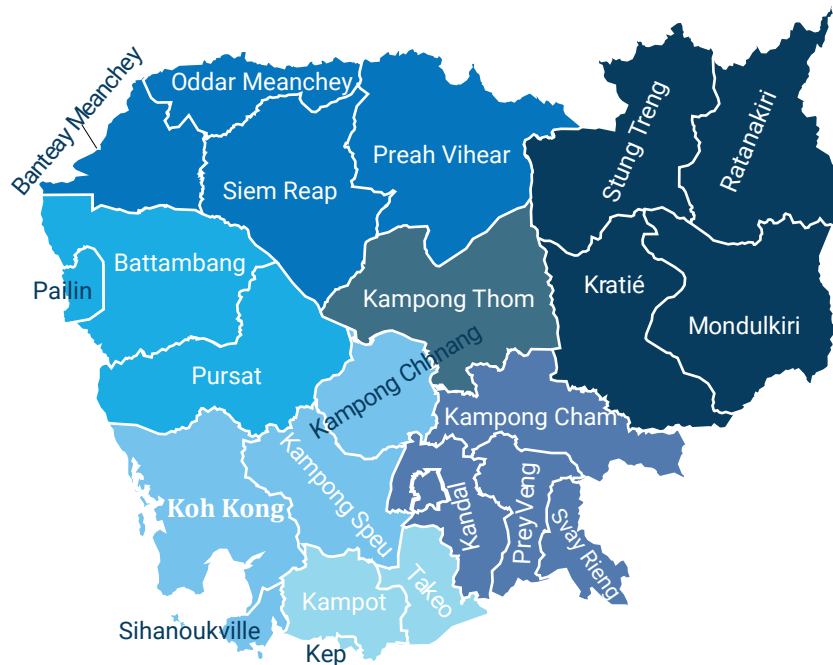 Oddar Meanchey
Banteay Meanchey
Stung Treng
Ratanakiri
Preah Vihear
Siem Reap
Battambang
Pailin
Kampong Thom
Kratié
Mondulkiri
Pursat
Kampong Chhnang
Kampong Cham
Koh Kong
Kampong Speu
Kandal
Prey Veng
Svay Rieng
Takeo
Kampot
Sihanoukville
Kep